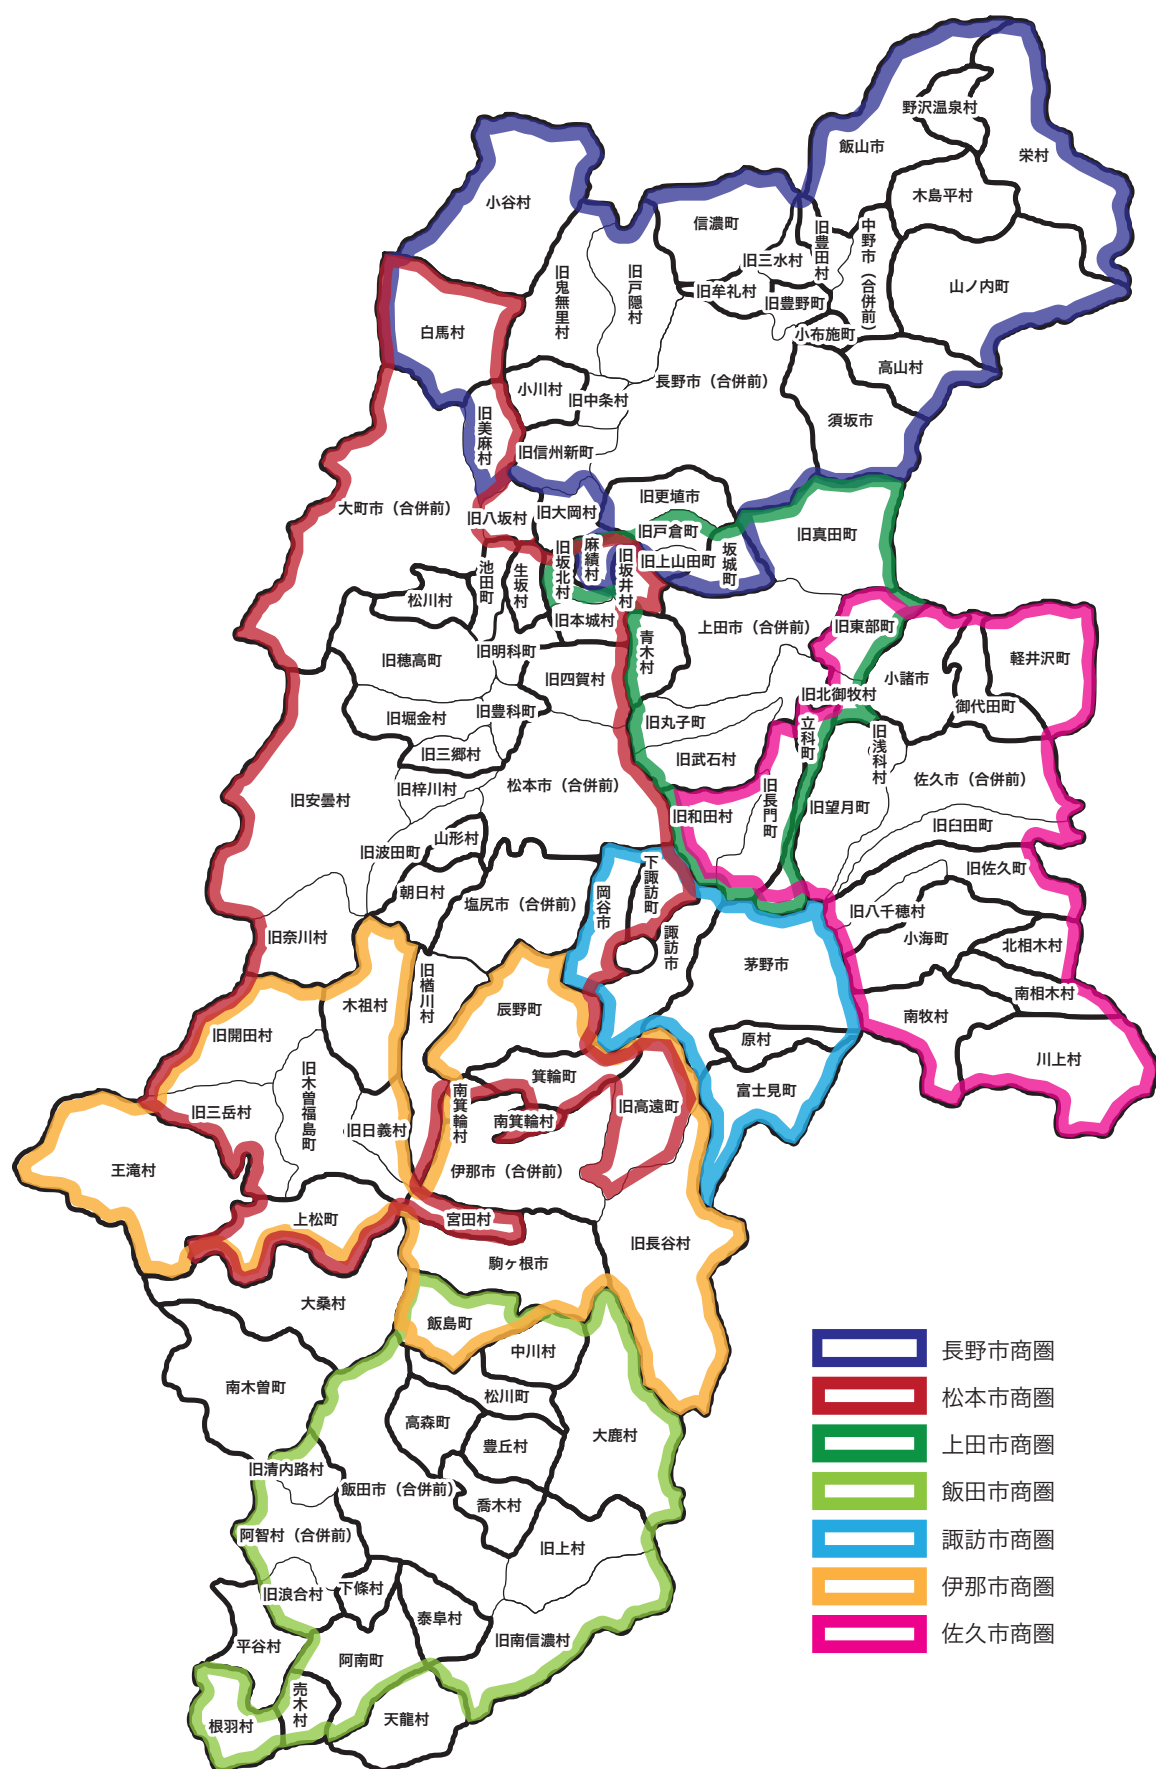 野沢温泉村
飯山市
栄村
小谷村
木島平村
信濃町
旧豊田村
中野市（合併前）
旧三水村
旧鬼無里村
旧戸隠村
旧牟礼村
旧豊野町
山ノ内町
白馬村
小布施町
高山村
小川村
旧中条村
長野市（合併前）
須坂市
旧美麻村
旧信州新町
大町市（合併前）
旧八坂村
旧大岡村
旧更埴市
旧戸倉町
旧真田町
旧坂北村
麻績村
旧坂井村
旧上山田町
坂城町
池田町
生坂村
松川村
旧本城村
青木村
上田市（合併前）
旧東部町
旧穂高町
旧明科町
旧四賀村
小諸市
軽井沢町
旧北御牧村
御代田町
旧堀金村
旧豊科町
旧丸子町
立科町
旧浅科村
旧三郷村
旧武石村
旧安曇村
旧梓川村
松本市（合併前）
旧長門町
旧望月町
佐久市（合併前）
旧和田村
旧臼田町
山形村
旧波田町
旧佐久町
朝日村
塩尻市（合併前）
岡谷市
下諏訪町
旧八千穂村
旧奈川村
諏訪市
小海町
北相木村
茅野市
旧楢川村
木祖村
辰野町
南相木村
南牧村
旧開田村
原村
川上村
箕輪町
富士見町
旧木曽福島町
旧三岳村
旧日義村
南箕輪村
南箕輪村
旧高遠町
王滝村
伊那市（合併前）
上松町
宮田村
旧長谷村
駒ヶ根市
大桑村
飯島町
中川村
南木曽町
松川町
高森町
豊丘村
大鹿村
旧清内路村
飯田市（合併前）
喬木村
阿智村（合併前）
旧上村
旧浪合村
下條村
泰阜村
旧南信濃村
平谷村
阿南町
売木村
根羽村
天龍村
長野市商圏
松本市商圏
上田市商圏
飯田市商圏
諏訪市商圏
伊那市商圏
佐久市商圏